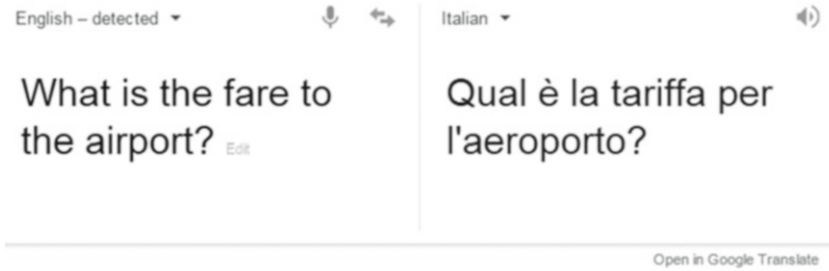 English – detected
Italian
What is the fare to
the airport? Edit
Qual è la tariffa per
l'aeroporto?
Open in Google Translate